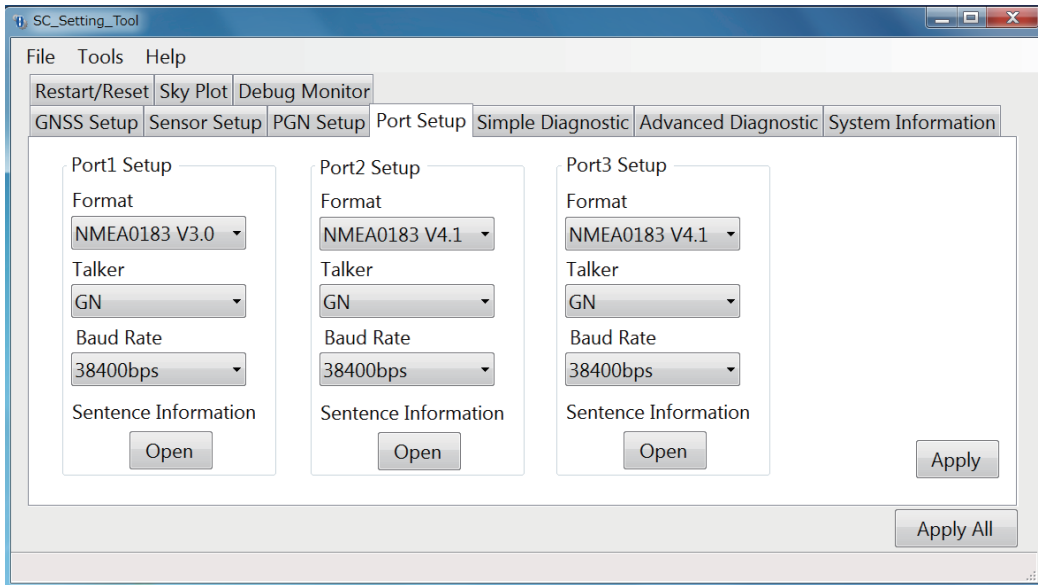 SC_Setting_Tool
File Tools Help
Restart/Reset Sky Plot Debug Monitor
GNSS Setup Sensor Setup PGN Setup Port Setup Simple Diagnostic Advanced Diagnostic System Information
Port1 Setup
Format
NMEA0183 V3.0
Talker
GN
Baud Rate
38400bps
Sentence Information
Open
Port2 Setup
Format
NMEA0183 V4.1
Talker
GN
Baud Rate
38400bps
Sentence Information
Open
Port3 Setup
Format
NMEA0183 V4.1
Talker
GN
Baud Rate
38400bps
Sentence Information
Open
Apply
Apply All